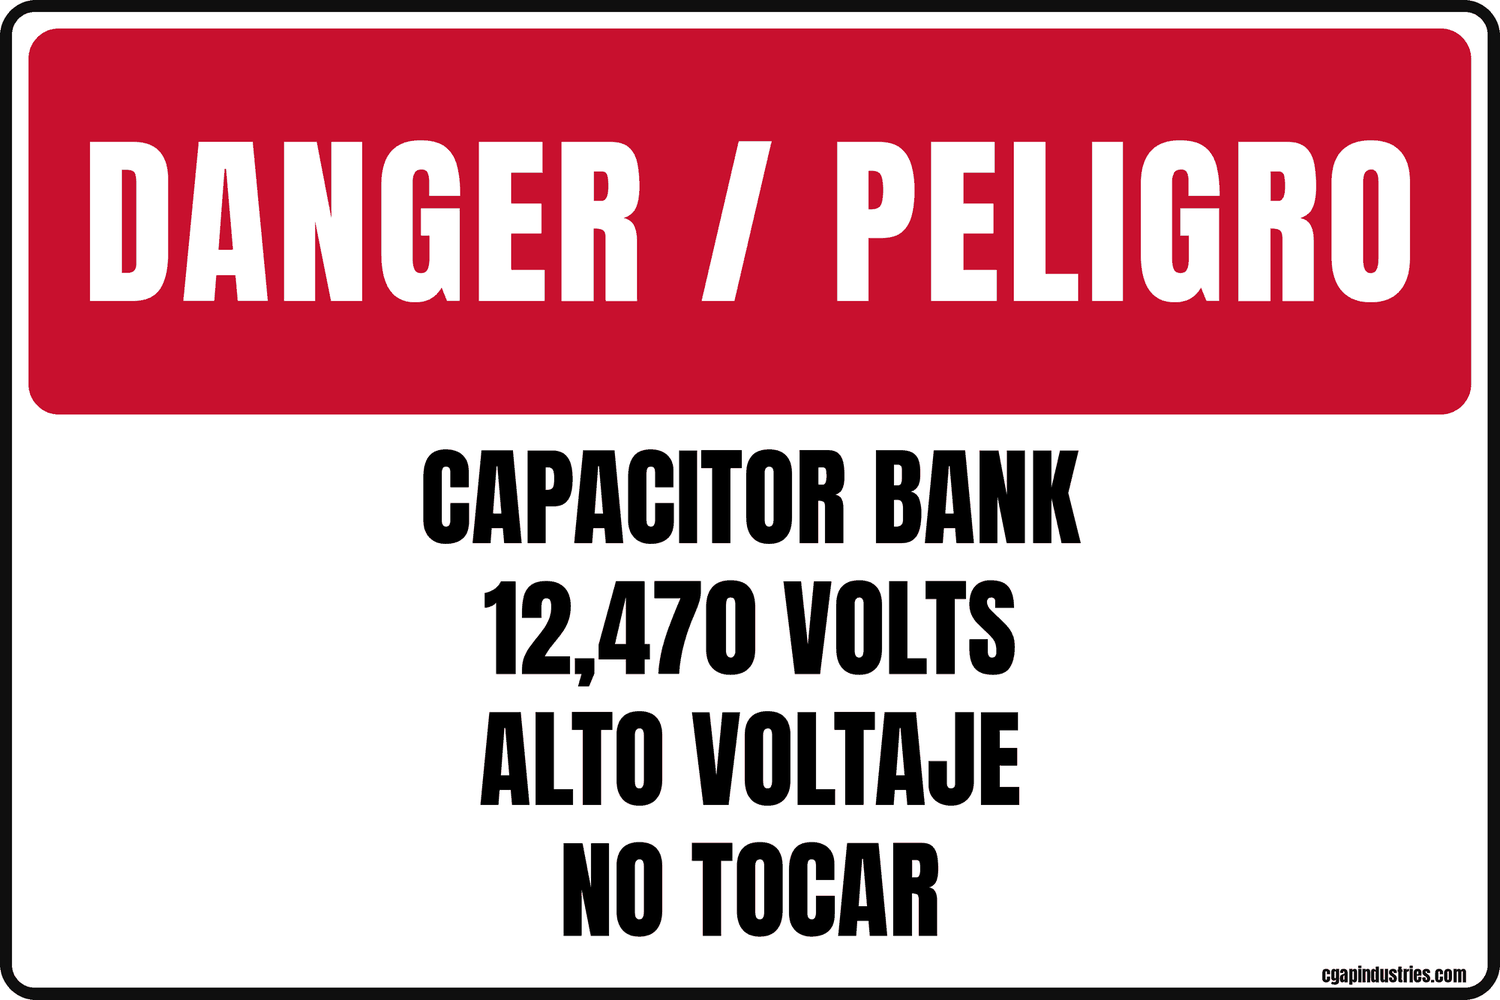 DANGER / PELIGRO
CAPACITOR BANK
12,470 VOLTS
ALTO VOLTAJE
NO TOCAR
cgapindustries.com